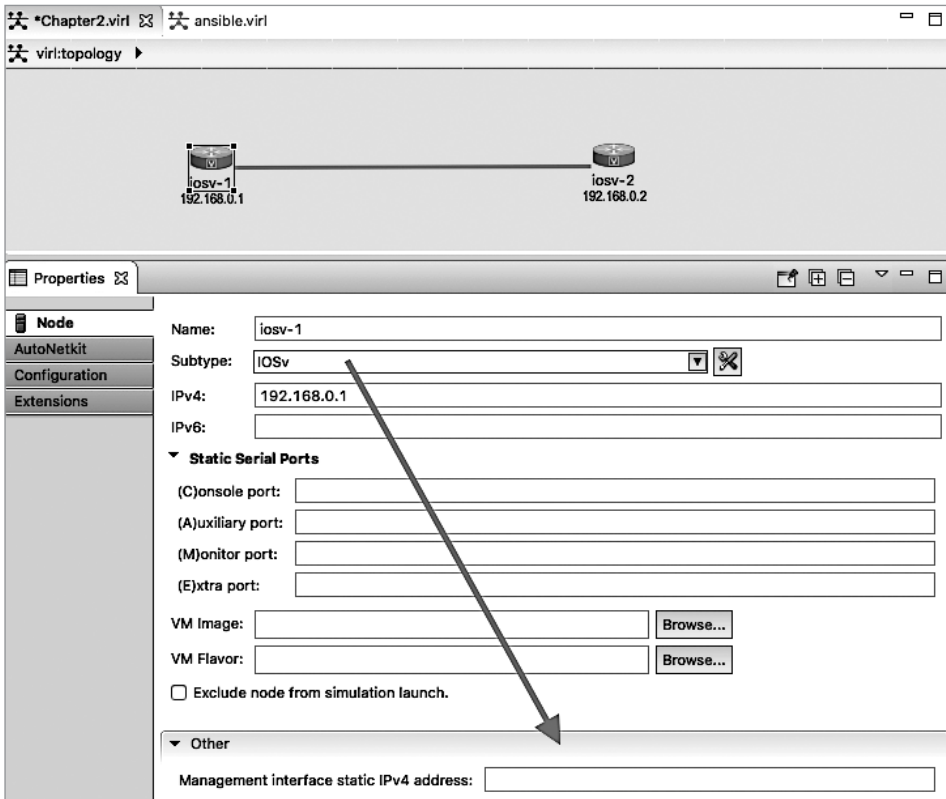 *Chapter2.virl ansible.virl
virl:topology
iosv-1 iosv-2
192.168.0.1 192.168.0.2
Properties
Node
AutoNetkit
Configuration
Extensions
Name: iosv-1
Subtype: IOSv
IPv4: 192.168.0.1
IPv6:
Static Serial Ports
(C)onsole port:
(A)uxiliary port:
(M)onitor port:
(E)xtra port:
VM Image: Browse...
VM Flavor: Browse...
Exclude node from simulation launch.
Other
Management interface static IPv4 address: